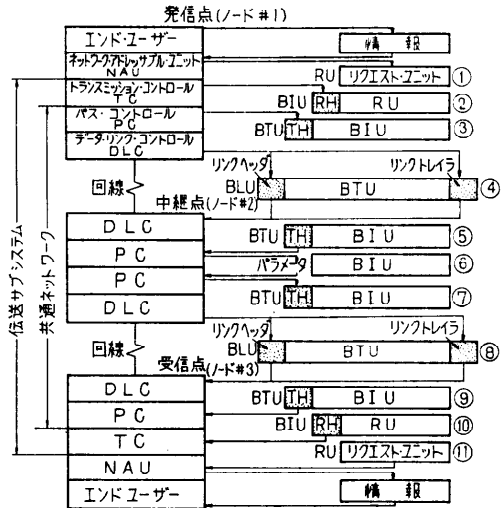 発信点(ノード#1)
エンド・ユーザー
情報
ネットワーク・アドレッサブル・ユニット
NAU
RU リクエスト・ユニット ①
トランスミッション・コントロール
TC
BIU RH RU ②
パス・コントロール
PC
BTU TH BIU ③
データ・リンク・コントロール
DLC
リンクヘッダ リンクトレイラ
回線
BLU BTU ④
中継点(ノード#2)
DLC
BTU TH BIU ⑤
PC
パラメータ BIU ⑥
PC
BTU TH BIU ⑦
DLC
リンクヘッダ リンクトレイラ
回線
BLU BTU ⑧
受信点(ノード#3)
DLC
BTU TH BIU ⑨
PC
BIU RH RU ⑩
TC
RU リクエスト・ユニット ⑪
NAU
エンドユーザー
情報
伝送サブシステム
共通ネットワーク